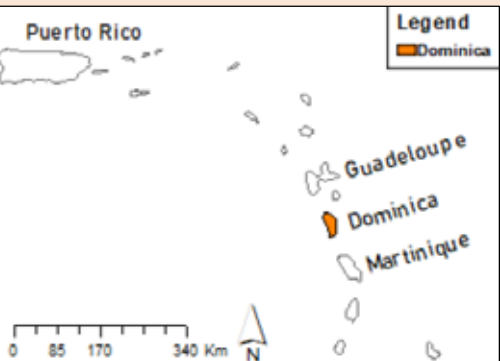 Puerto Rico
Legend
Dominica
Guadeloupe
Dominica
Martinique
0 85 170 340 Km
N